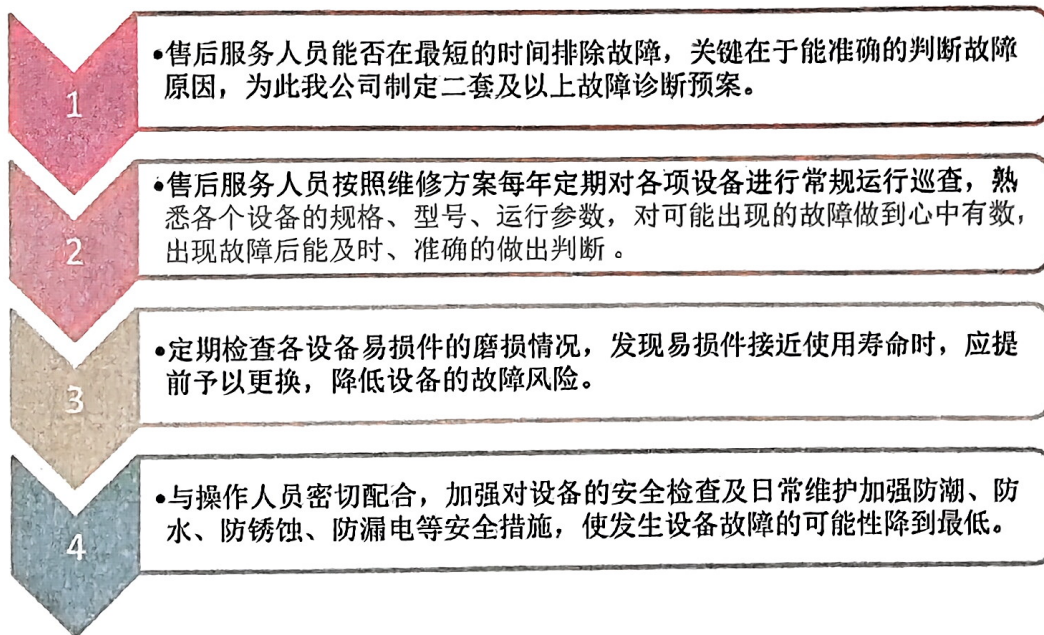 1
•售后服务人员能否在最短的时间排除故障，关键在于能准确的判断故障
原因，为此我公司制定二套及以上故障诊断预案。
2
•售后服务人员按照维修方案每年定期对各项设备进行常规运行巡查，熟
悉各个设备的规格、型号、运行参数，对可能出现的故障做到心中有数，
出现故障后能及时、准确的做出判断。
3
•定期检查各设备易损件的磨损情况，发现易损件接近使用寿命时，应提
前予以更换，降低设备的故障风险。
4
•与操作人员密切配合，加强对设备的安全检查及日常维护加强防潮、防
水、防锈蚀、防漏电等安全措施，使发生设备故障的可能性降到最低。